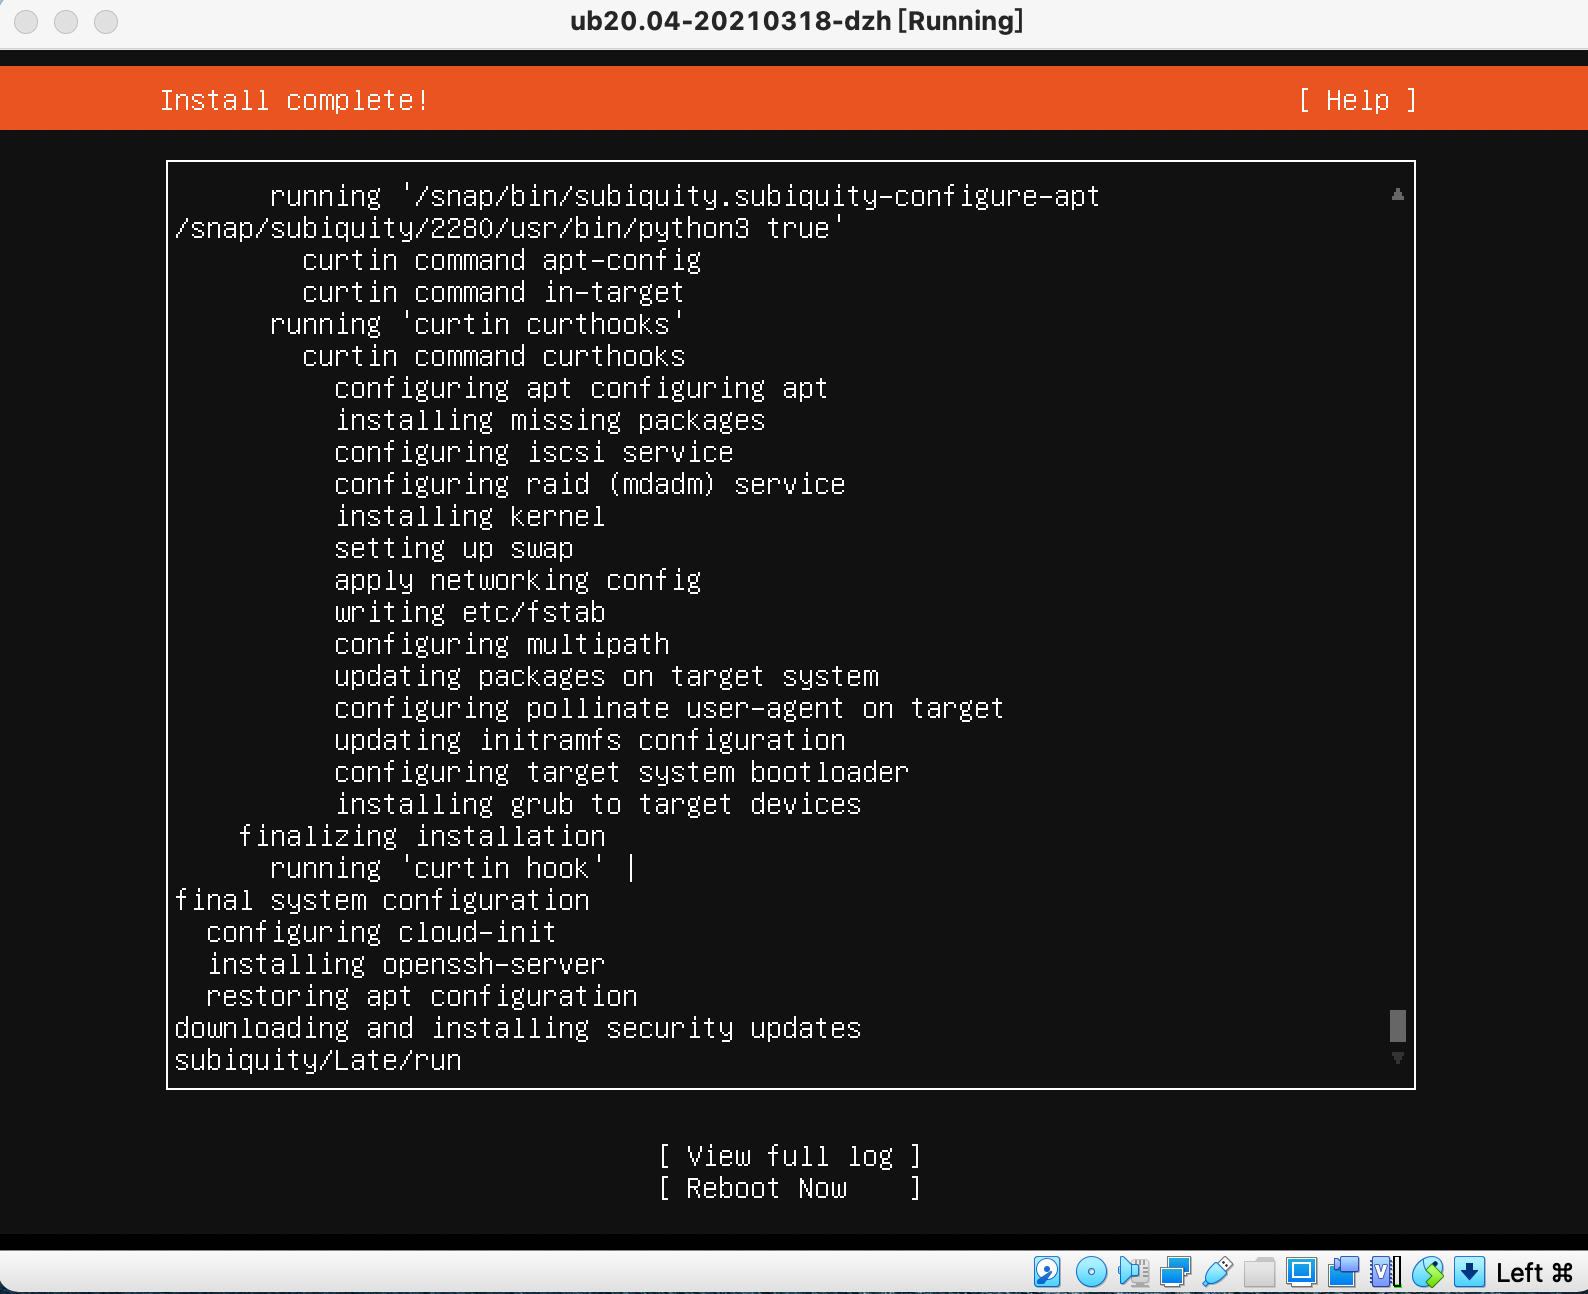 ub20.04-20210318-dzh [Running]
Install complete!
[ Help ]
running '/snap/bin/subiquity.subiquity-configure-apt
/snap/subiquity/2280/usr/bin/python3 true'
curtin command apt-config
curtin command in-target
running 'curtin curthooks'
curtin command curthooks
configuring apt configuring apt
installing missing packages
configuring iscsi service
configuring raid (mdadm) service
installing kernel
setting up swap
apply networking config
writing etc/fstab
configuring multipath
updating packages on target system
configuring pollinate user-agent on target
updating initramfs configuration
configuring target system bootloader
installing grub to target devices
finalizing installation
running 'curtin hook' |
final system configuration
configuring cloud-init
installing openssh-server
restoring apt configuration
downloading and installing security updates
subiquity/Late/run
[ View full log ]
[ Reboot Now ]
Left ⌘